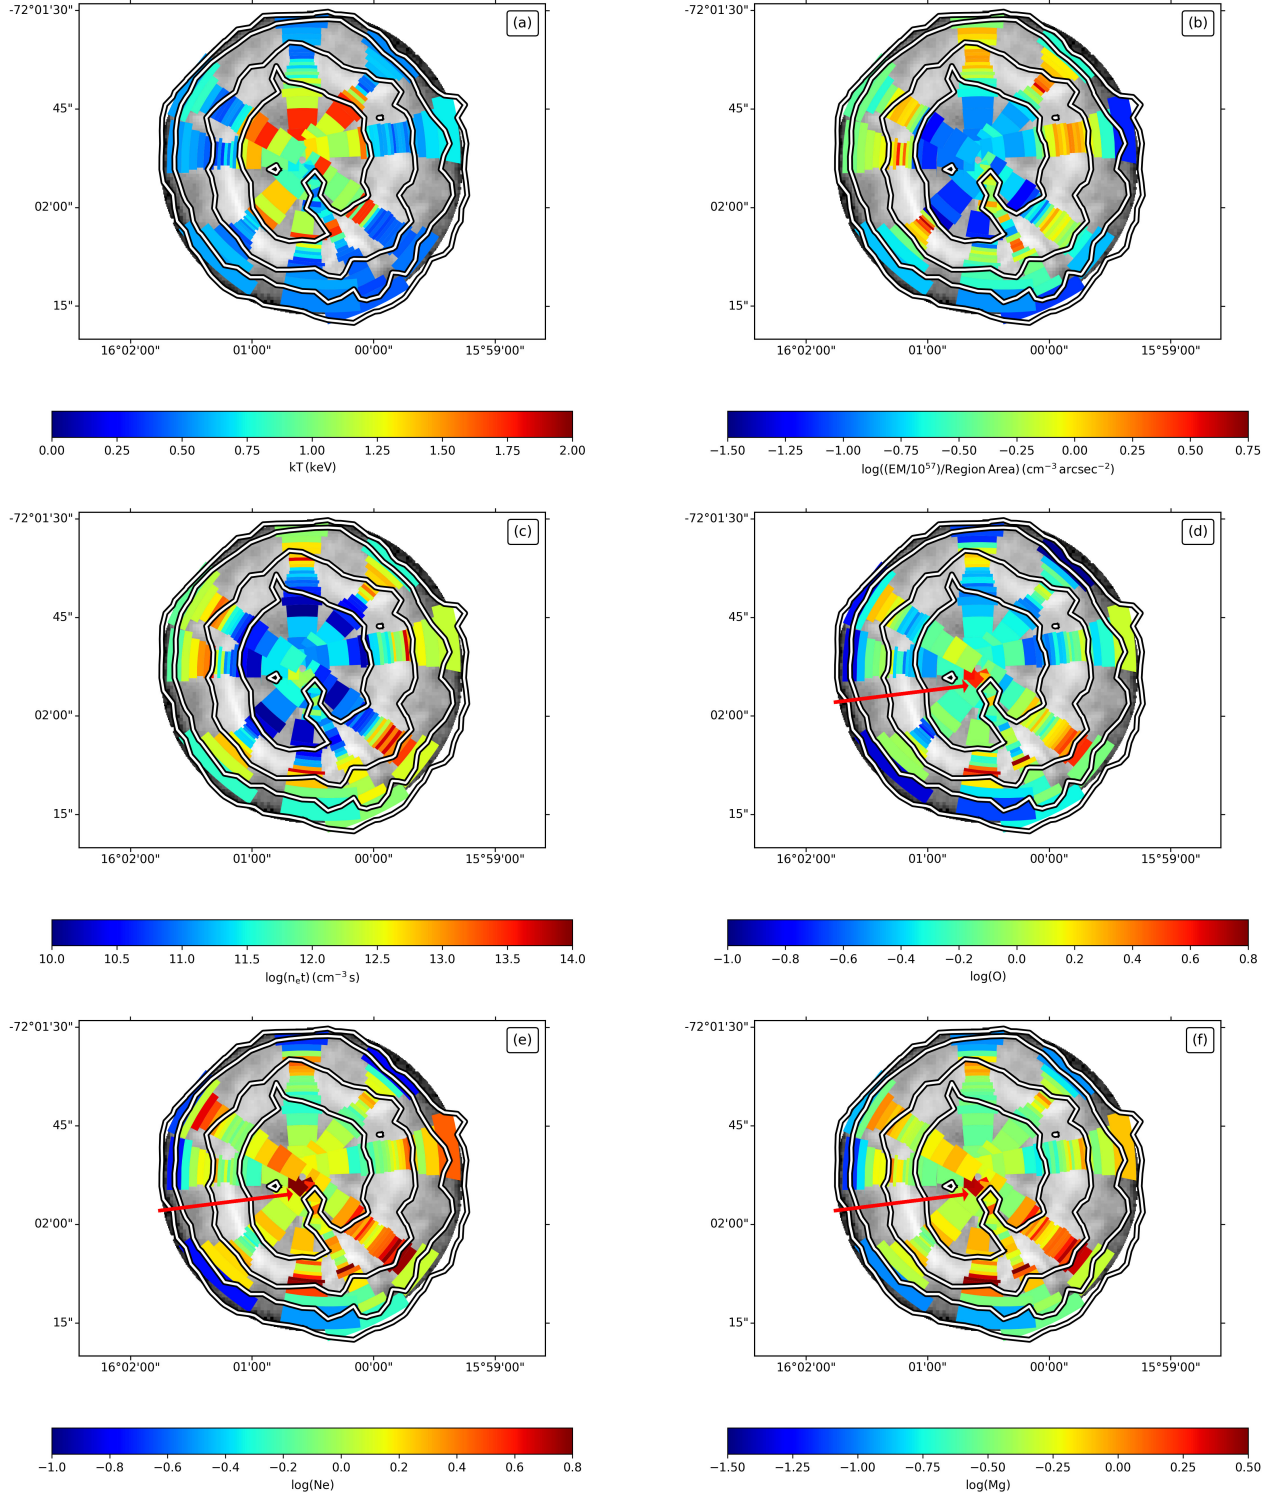 (a) (b)
-72°01'30" -72°01'30"
45" 45"
02'00" 02'00"
15" 15"
16°02'00" 01'00" 00'00" 15°59'00" 16°02'00" 01'00" 00'00" 15°59'00"
0.00 0.25 0.50 0.75 1.00 1.25 1.50 1.75 2.00 −1.50 −1.25 −1.00 −0.75 −0.50 −0.25 0.00 0.25 0.50 0.75
kT (keV) log((EM/10⁵⁷)/Region Area) (cm⁻³ arcsec⁻²)
(c) (d)
-72°01'30" -72°01'30"
45" 45"
02'00" 02'00"
15" 15"
16°02'00" 01'00" 00'00" 15°59'00" 16°02'00" 01'00" 00'00" 15°59'00"
10.0 10.5 11.0 11.5 12.0 12.5 13.0 13.5 14.0 −1.0 −0.8 −0.6 −0.4 −0.2 0.0 0.2 0.4 0.6 0.8
log(nₑt) (cm⁻³ s) log(O)
(e) (f)
-72°01'30" -72°01'30"
45" 45"
02'00" 02'00"
15" 15"
16°02'00" 01'00" 00'00" 15°59'00" 16°02'00" 01'00" 00'00" 15°59'00"
−1.0 −0.8 −0.6 −0.4 −0.2 0.0 0.2 0.4 0.6 0.8 −1.50 −1.25 −1.00 −0.75 −0.50 −0.25 0.00 0.25 0.50
log(Ne) log(Mg)